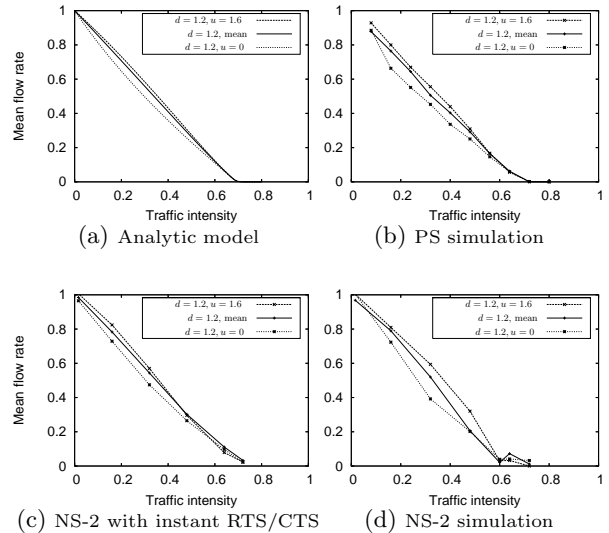 d = 1.2, u = 1.6
d = 1.2, mean
d = 1.2, u = 0
Mean flow rate
1
0.8
0.6
0.4
0.2
0
0 0.2 0.4 0.6 0.8 1
Traffic intensity
(a) Analytic model
d = 1.2, u = 1.6
d = 1.2, mean
d = 1.2, u = 0
1
0.8
0.6
0.4
0.2
0
0 0.2 0.4 0.6 0.8 1
Traffic intensity
(b) PS simulation
d = 1.2, u = 1.6
d = 1.2, mean
d = 1.2, u = 0
Mean flow rate
1
0.8
0.6
0.4
0.2
0
0 0.2 0.4 0.6 0.8 1
Traffic intensity
(c) NS-2 with instant RTS/CTS
d = 1.2, u = 1.6
d = 1.2, mean
d = 1.2, u = 0
1
0.8
0.6
0.4
0.2
0
0 0.2 0.4 0.6 0.8 1
Traffic intensity
(d) NS-2 simulation